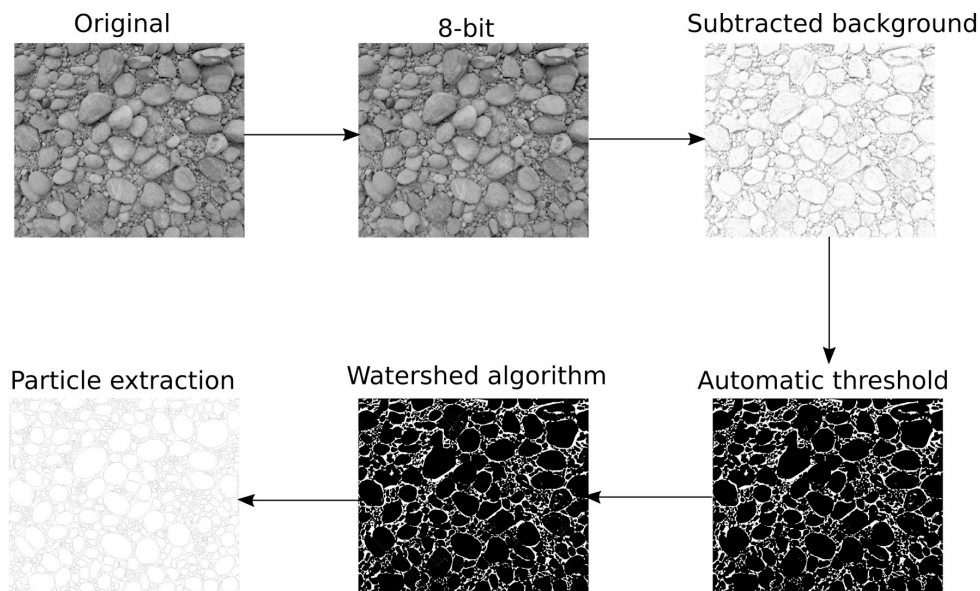 Original
8-bit
Subtracted background
Particle extraction
Watershed algorithm
Automatic threshold